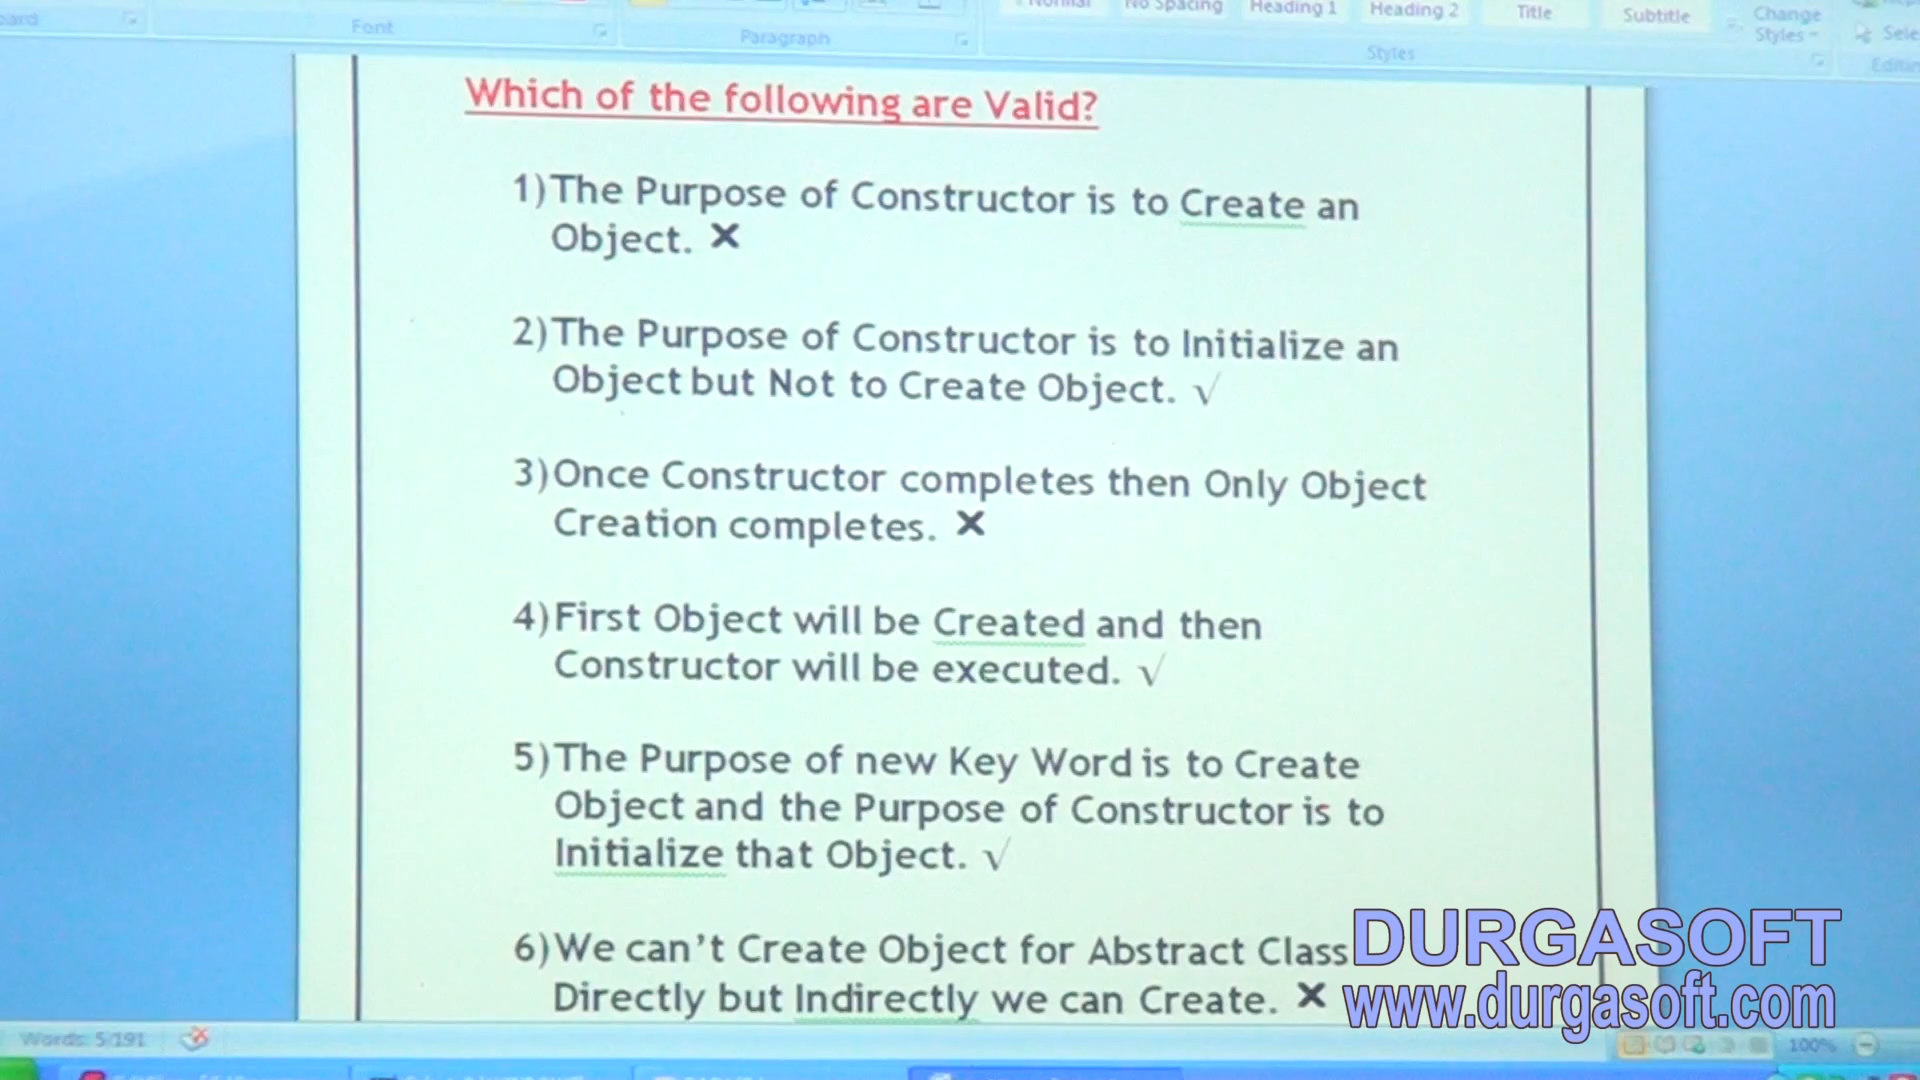 Font
Paragraph
No Spacing
Heading 1
Heading 2
Title
Subtitle
Change
Styles
Styles
Which of the following are Valid?
1) The Purpose of Constructor is to Create an
Object. ✕
2) The Purpose of Constructor is to Initialize an
Object but Not to Create Object. √
3) Once Constructor completes then Only Object
Creation completes. ✕
4) First Object will be Created and then
Constructor will be executed. √
5) The Purpose of new Key Word is to Create
Object and the Purpose of Constructor is to
Initialize that Object. √
6) We can't Create Object for Abstract Class
Directly but Indirectly we can Create. ✕
DURGASOFT
www.durgasoft.com
Words: 5/191
100%